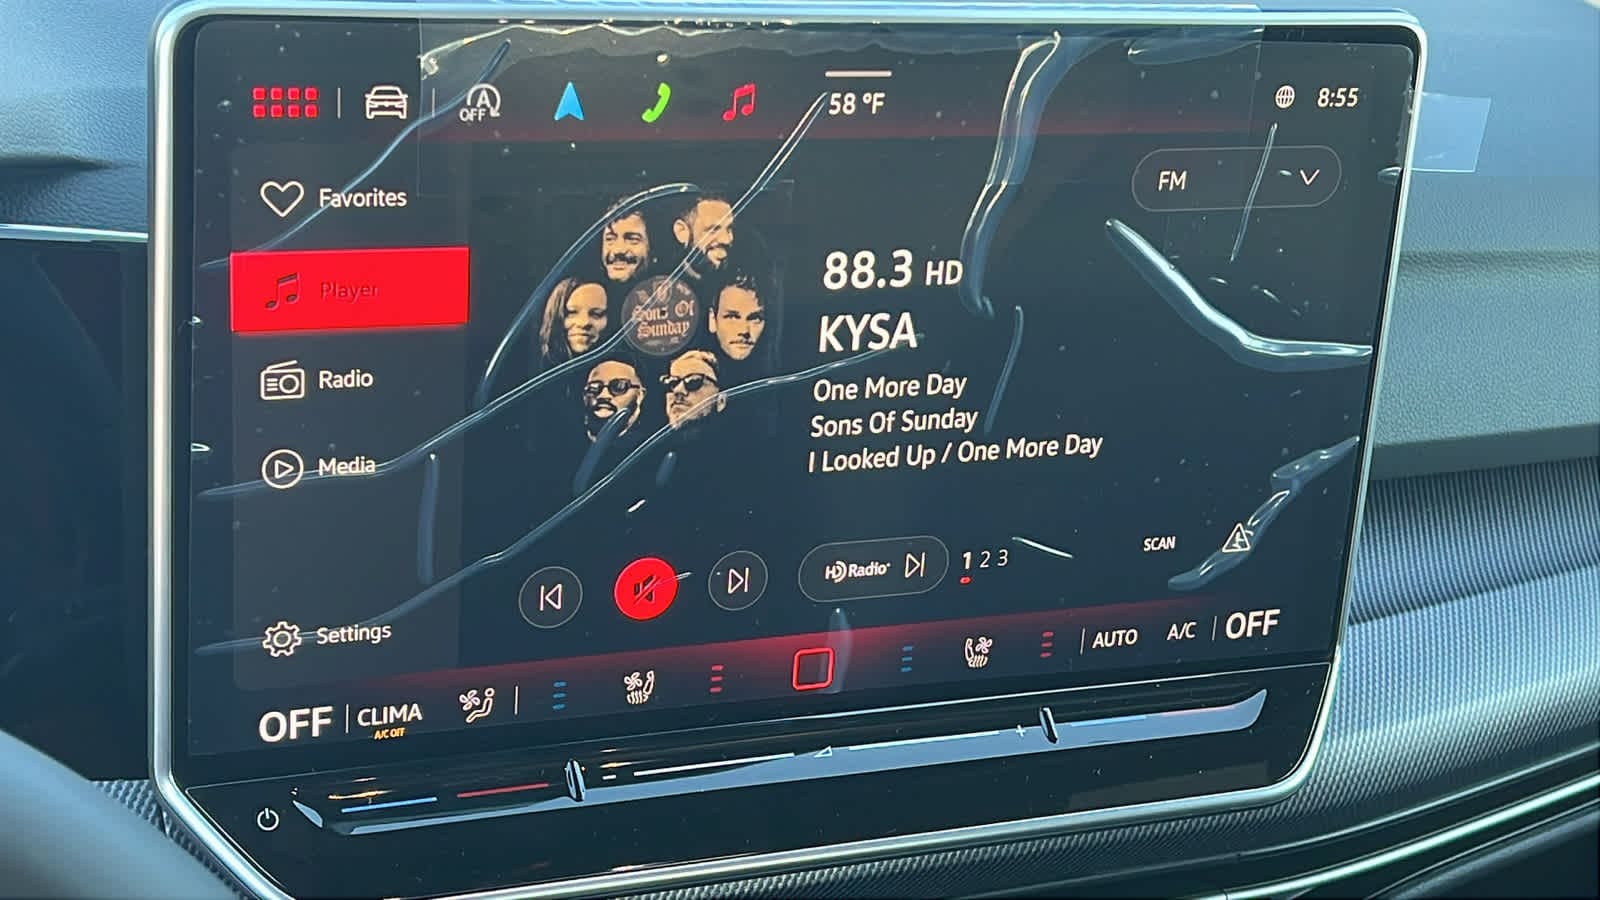 A
OFF
58 °F
8:55
Favorites
FM
Player
88.3 HD
Sons Of
Sunday
KYSA
Radio
One More Day
Sons Of Sunday
I Looked Up / One More Day
Media
SCAN
HD Radio
1 2 3
Settings
AUTO
A/C
OFF
OFF
CLIMA
A/C OFF